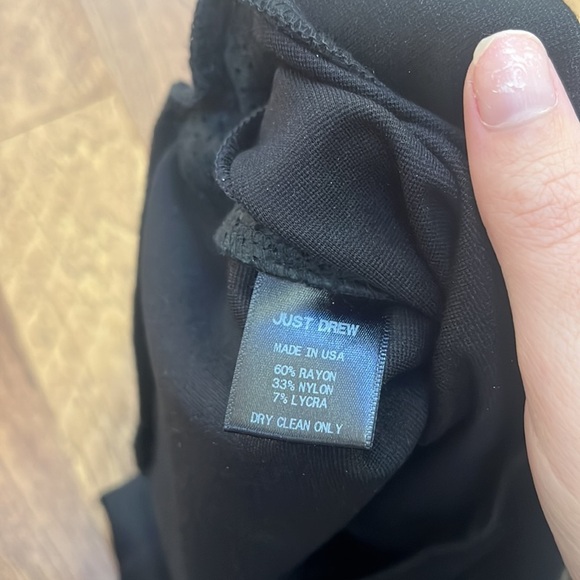 JUST DREW
MADE IN USA
60% RAYON
33% NYLON
7% LYCRA
DRY CLEAN ONLY